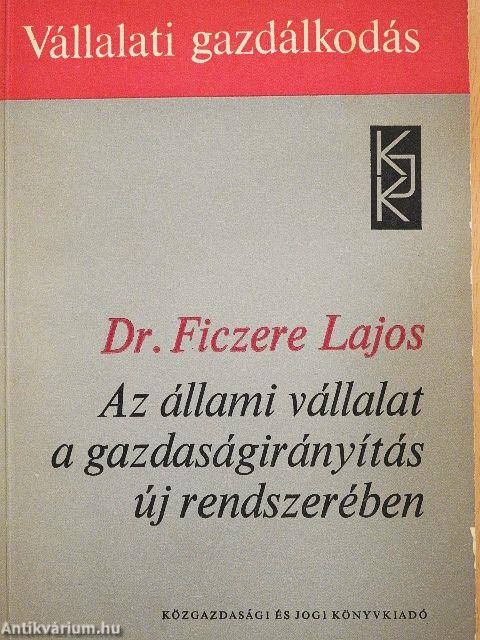 Vállalati gazdálkodás
KJK
Dr. Ficzere Lajos
Az állami vállalat
a gazdaságirányítás
új rendszerében
KÖZGAZDASÁGI ÉS JOGI KÖNYVKIADÓ
Antikvárium.hu